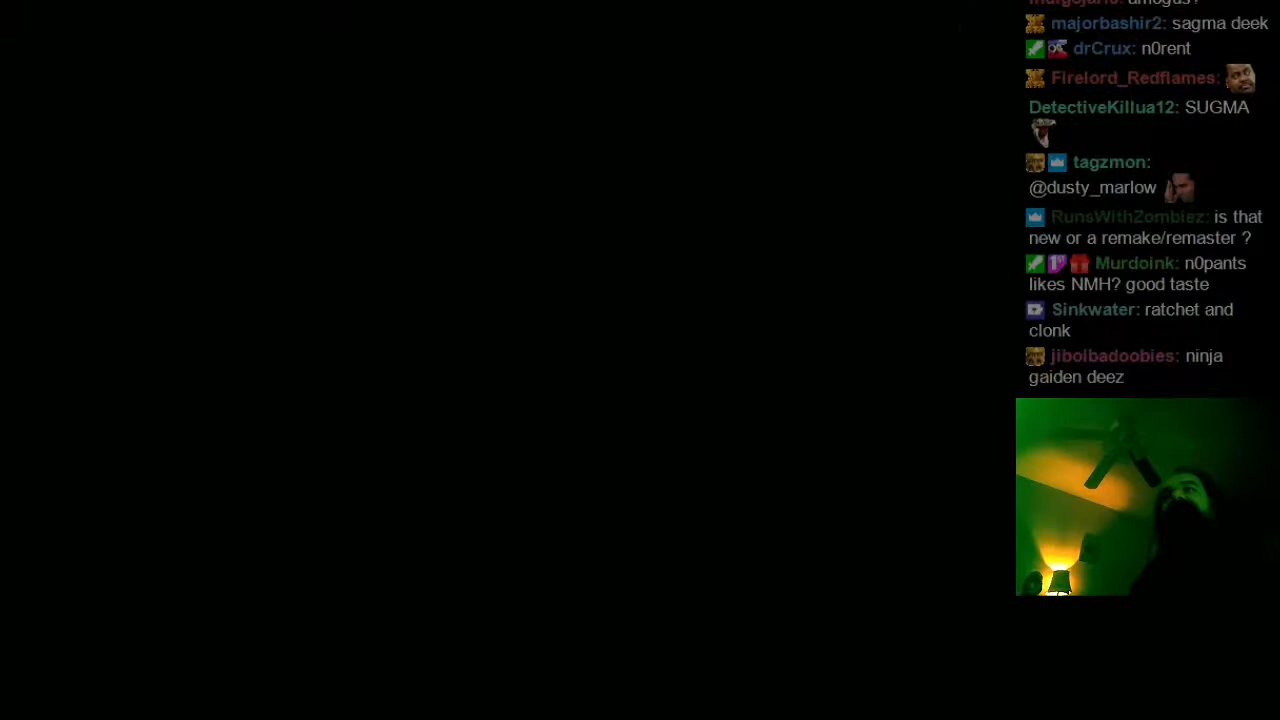 majorbashir2: sagma deek
drCrux: n0rent
Firelord_Redflames:
DetectiveKillua12: SUGMA
tagzmon:
@dusty_marlow
RunsWithZombiez: is that
new or a remake/remaster ?
Murdoink: n0pants
likes NMH? good taste
Sinkwater: ratchet and
clonk
jiboibadoobies: ninja
gaiden deez